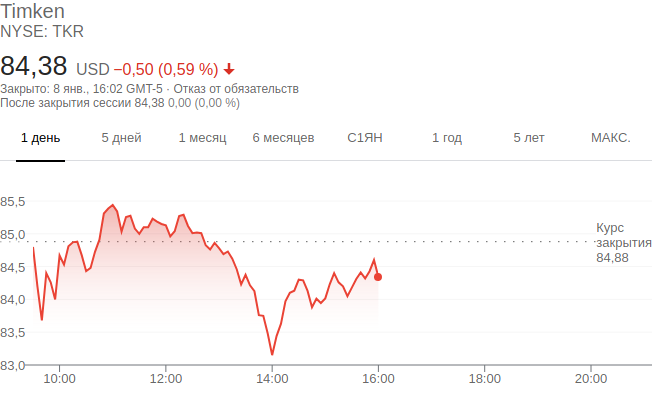 Timken
NYSE: TKR
84,38 USD −0,50 (0,59 %)
Закрыто: 8 янв., 16:02 GMT-5 · Отказ от обязательств
После закрытия сессии 84,38 0,00 (0,00 %)
1 день 5 дней 1 месяц 6 месяцев С1ЯН 1 год 5 лет МАКС.
85,5
85,0
84,5
84,0
83,5
83,0
Курс
закрытия
84,88
10:00 12:00 14:00 16:00 18:00 20:00